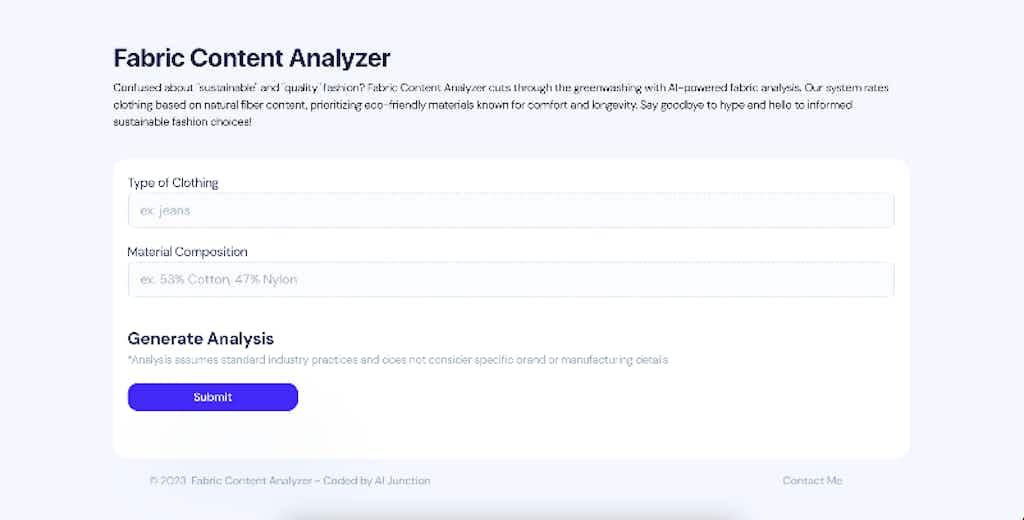 Fabric Content Analyzer
Confused about "sustainable" and "quality" fashion? Fabric Content Analyzer cuts through the greenwashing with AI-powered fabric analysis. Our system rates
clothing based on natural fiber content, prioritizing eco-friendly materials known for comfort and longevity. Say goodbye to hype and hello to informed
sustainable fashion choices!
Type of Clothing
ex. jeans
Material Composition
ex. 53% Cotton, 47% Nylon
Generate Analysis
*Analysis assumes standard industry practices and does not consider specific brand or manufacturing details
Submit
© 2023 Fabric Content Analyzer - Coded by AI Junction
Contact Me